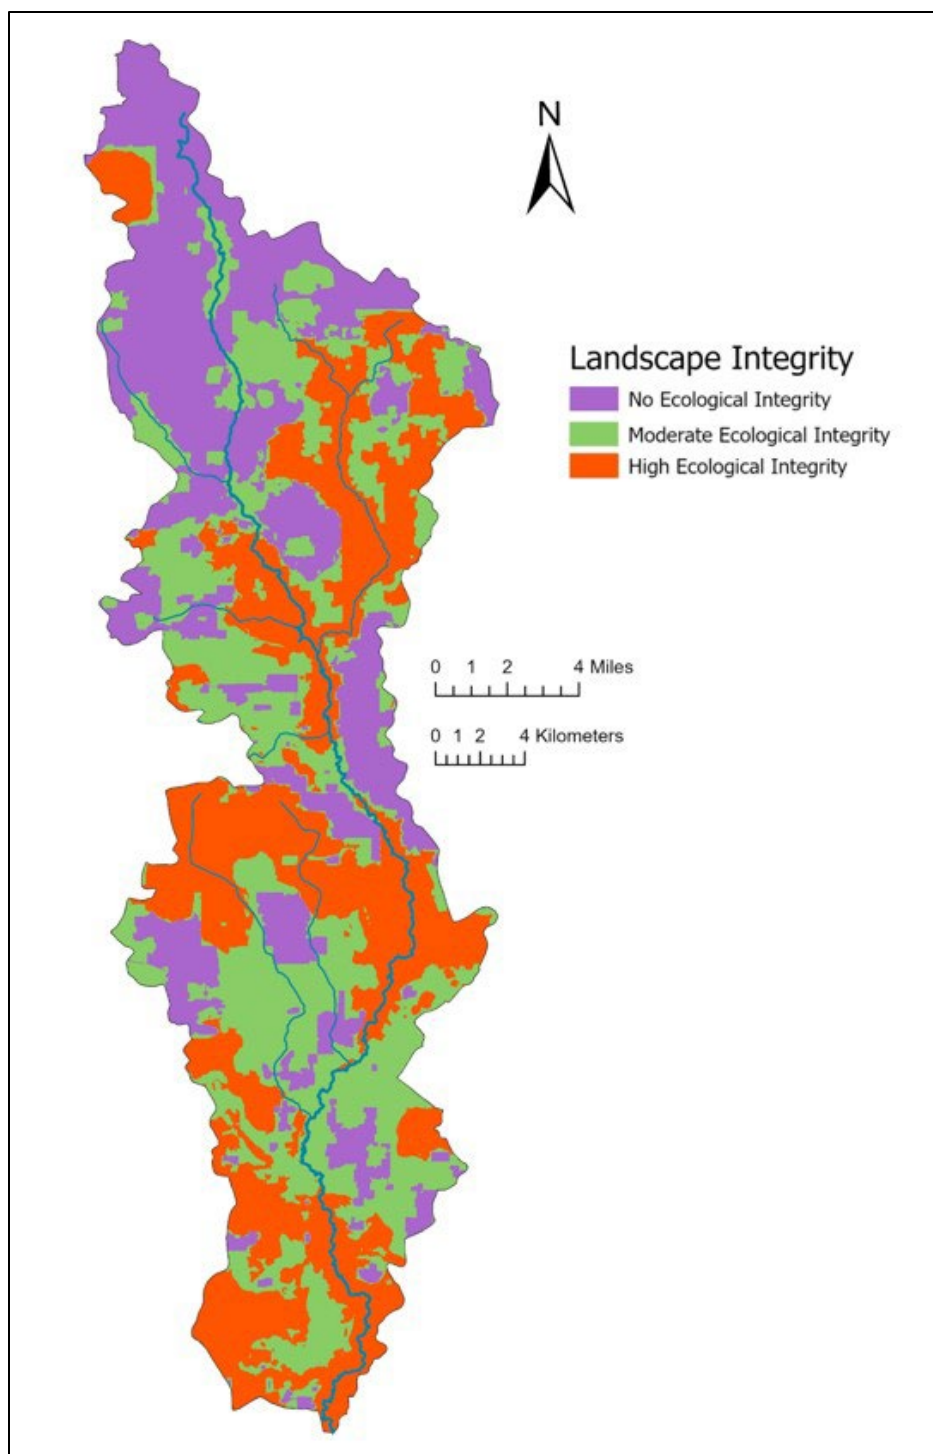 N
Landscape Integrity
No Ecological Integrity
Moderate Ecological Integrity
High Ecological Integrity
0 1 2 4 Miles
0 1 2 4 Kilometers